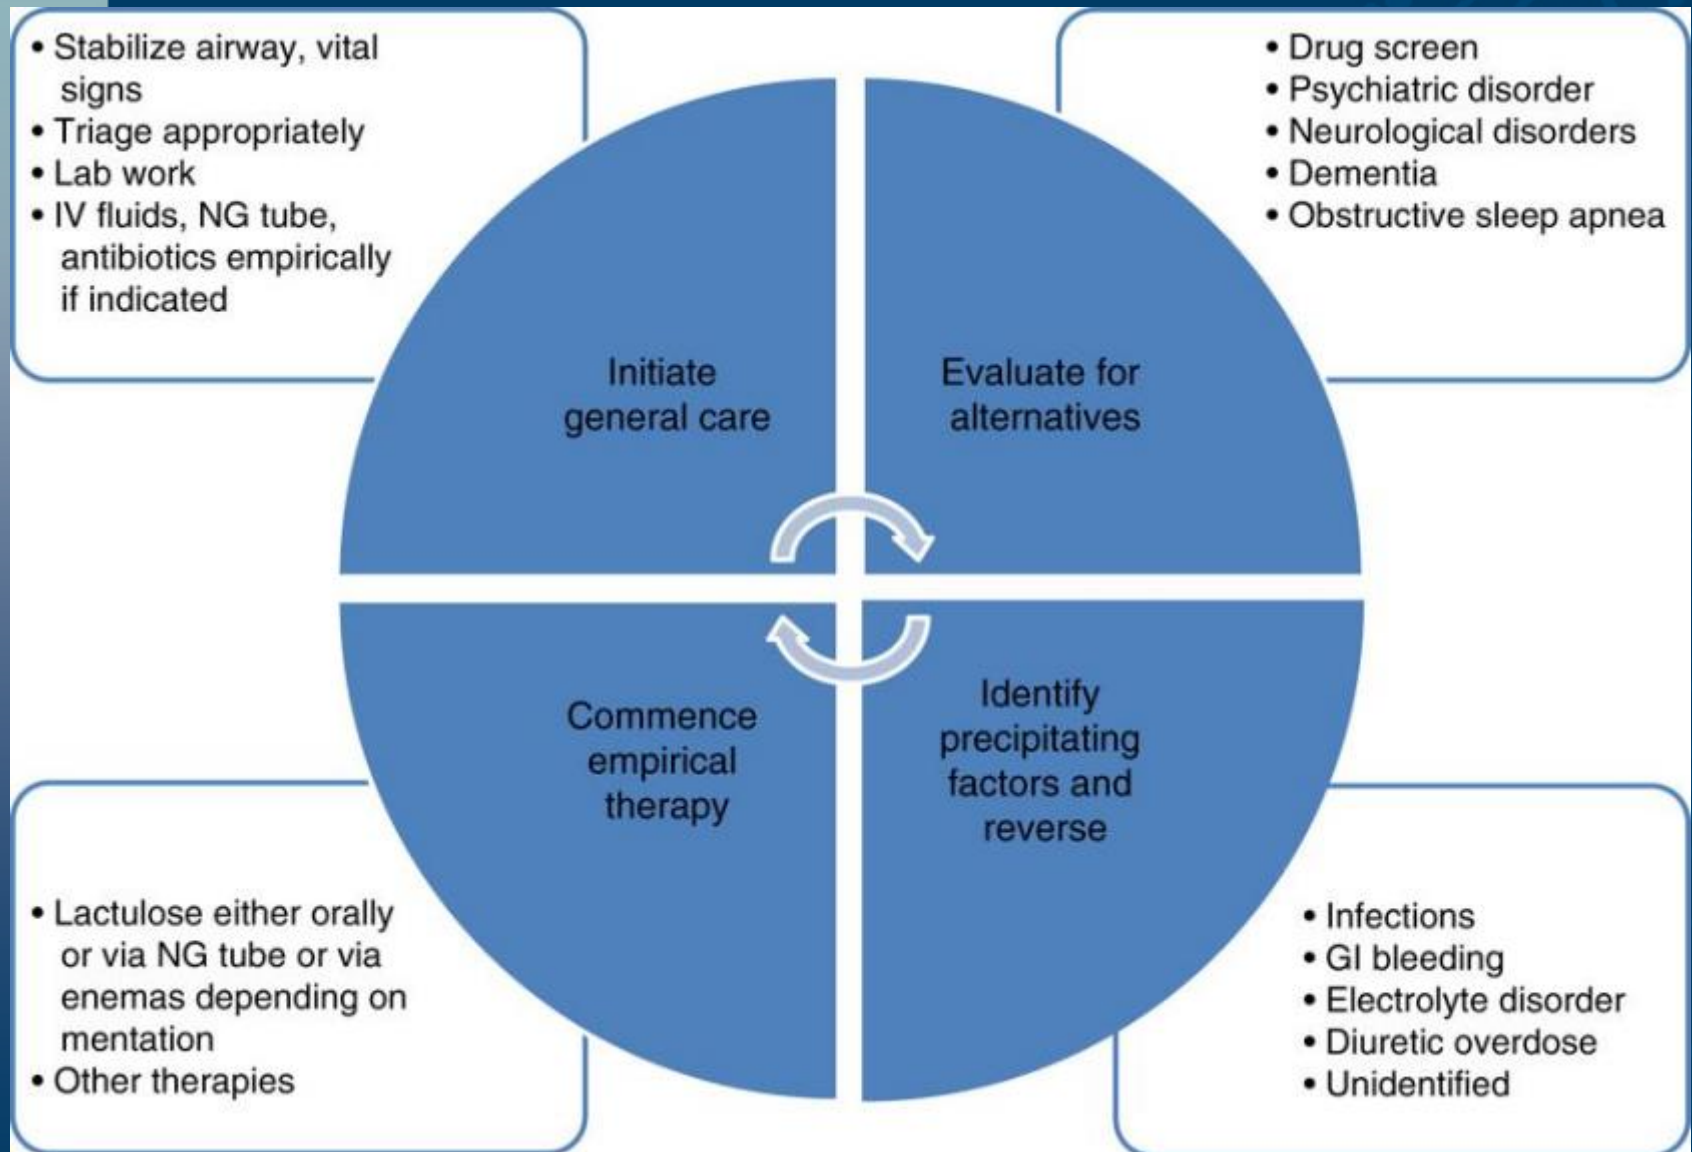 • Stabilize airway, vital
signs
• Triage appropriately
• Lab work
• IV fluids, NG tube,
antibiotics empirically
if indicated
• Drug screen
• Psychiatric disorder
• Neurological disorders
• Dementia
• Obstructive sleep apnea
Initiate
general care
Evaluate for
alternatives
Commence
empirical
therapy
Identify
precipitating
factors and
reverse
• Lactulose either orally
or via NG tube or via
enemas depending on
mentation
• Other therapies
• Infections
• GI bleeding
• Electrolyte disorder
• Diuretic overdose
• Unidentified